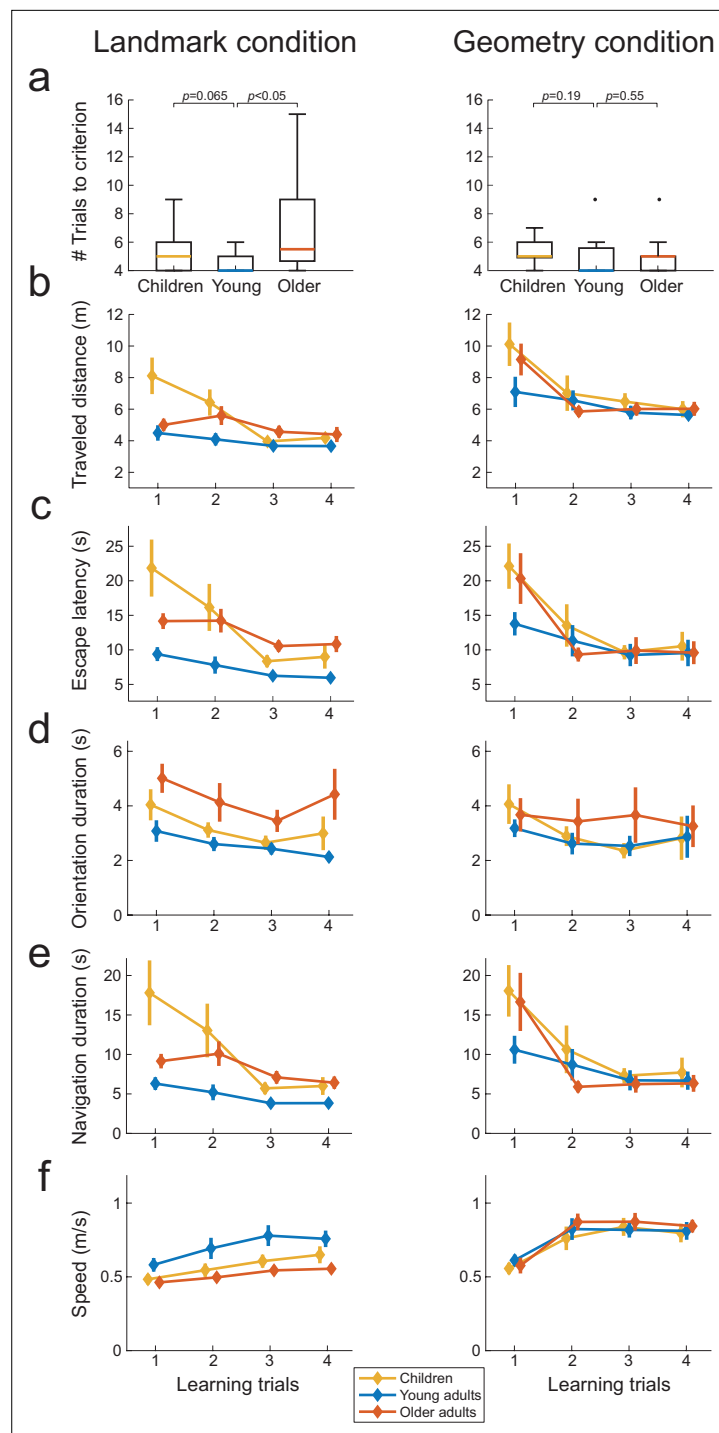 Landmark condition
Geometry condition
a
# Trials to criterion
16
14
12
10
8
6
4
p=0.065
p<0.05
Children
Young
Older
16
14
12
10
8
6
4
p=0.19
p=0.55
Children
Young
Older
b
Traveled distance (m)
12
10
8
6
4
2
1 2 3 4
12
10
8
6
4
2
1 2 3 4
c
Escape latency (s)
25
20
15
10
5
1 2 3 4
25
20
15
10
5
1 2 3 4
d
Orientation duration (s)
6
4
2
0
1 2 3 4
6
4
2
0
1 2 3 4
e
Navigation duration (s)
20
15
10
5
0
1 2 3 4
20
15
10
5
0
1 2 3 4
f
Speed (m/s)
1
0.5
0
1 2 3 4
Learning trials
1
0.5
0
1 2 3 4
Learning trials
Children
Young adults
Older adults